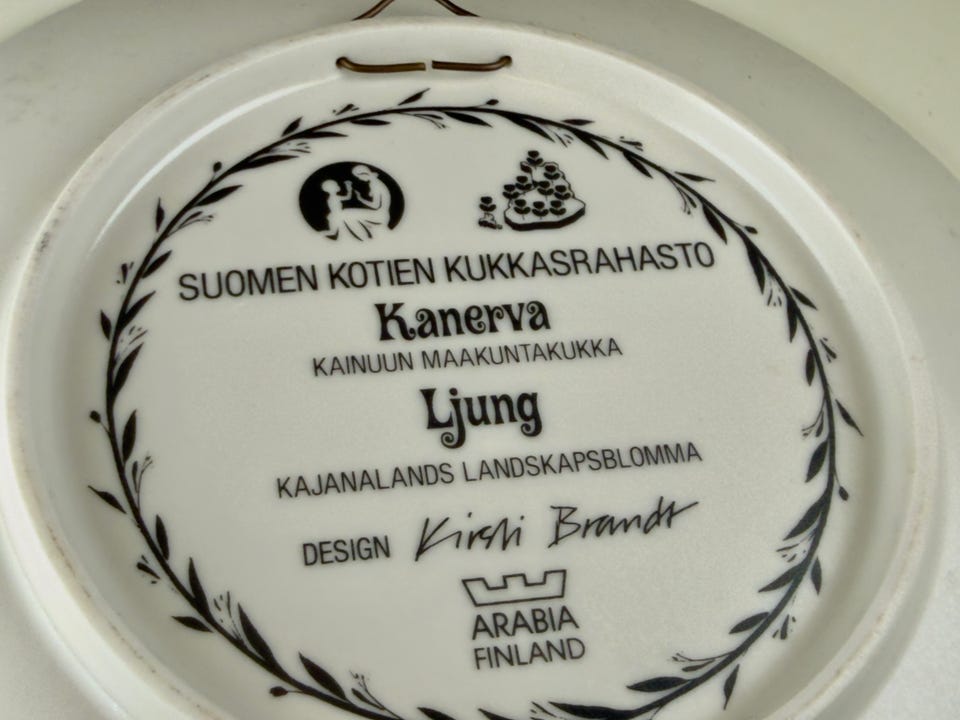 SUOMEN KOTIEN KUKKASRAHASTO
Kanerva
KAINUUN MAAKUNTAKUKKA
Ljung
KAJANALANDS LANDSKAPSBLOMMA
DESIGN Kirsti Brandt
ARABIA
FINLAND